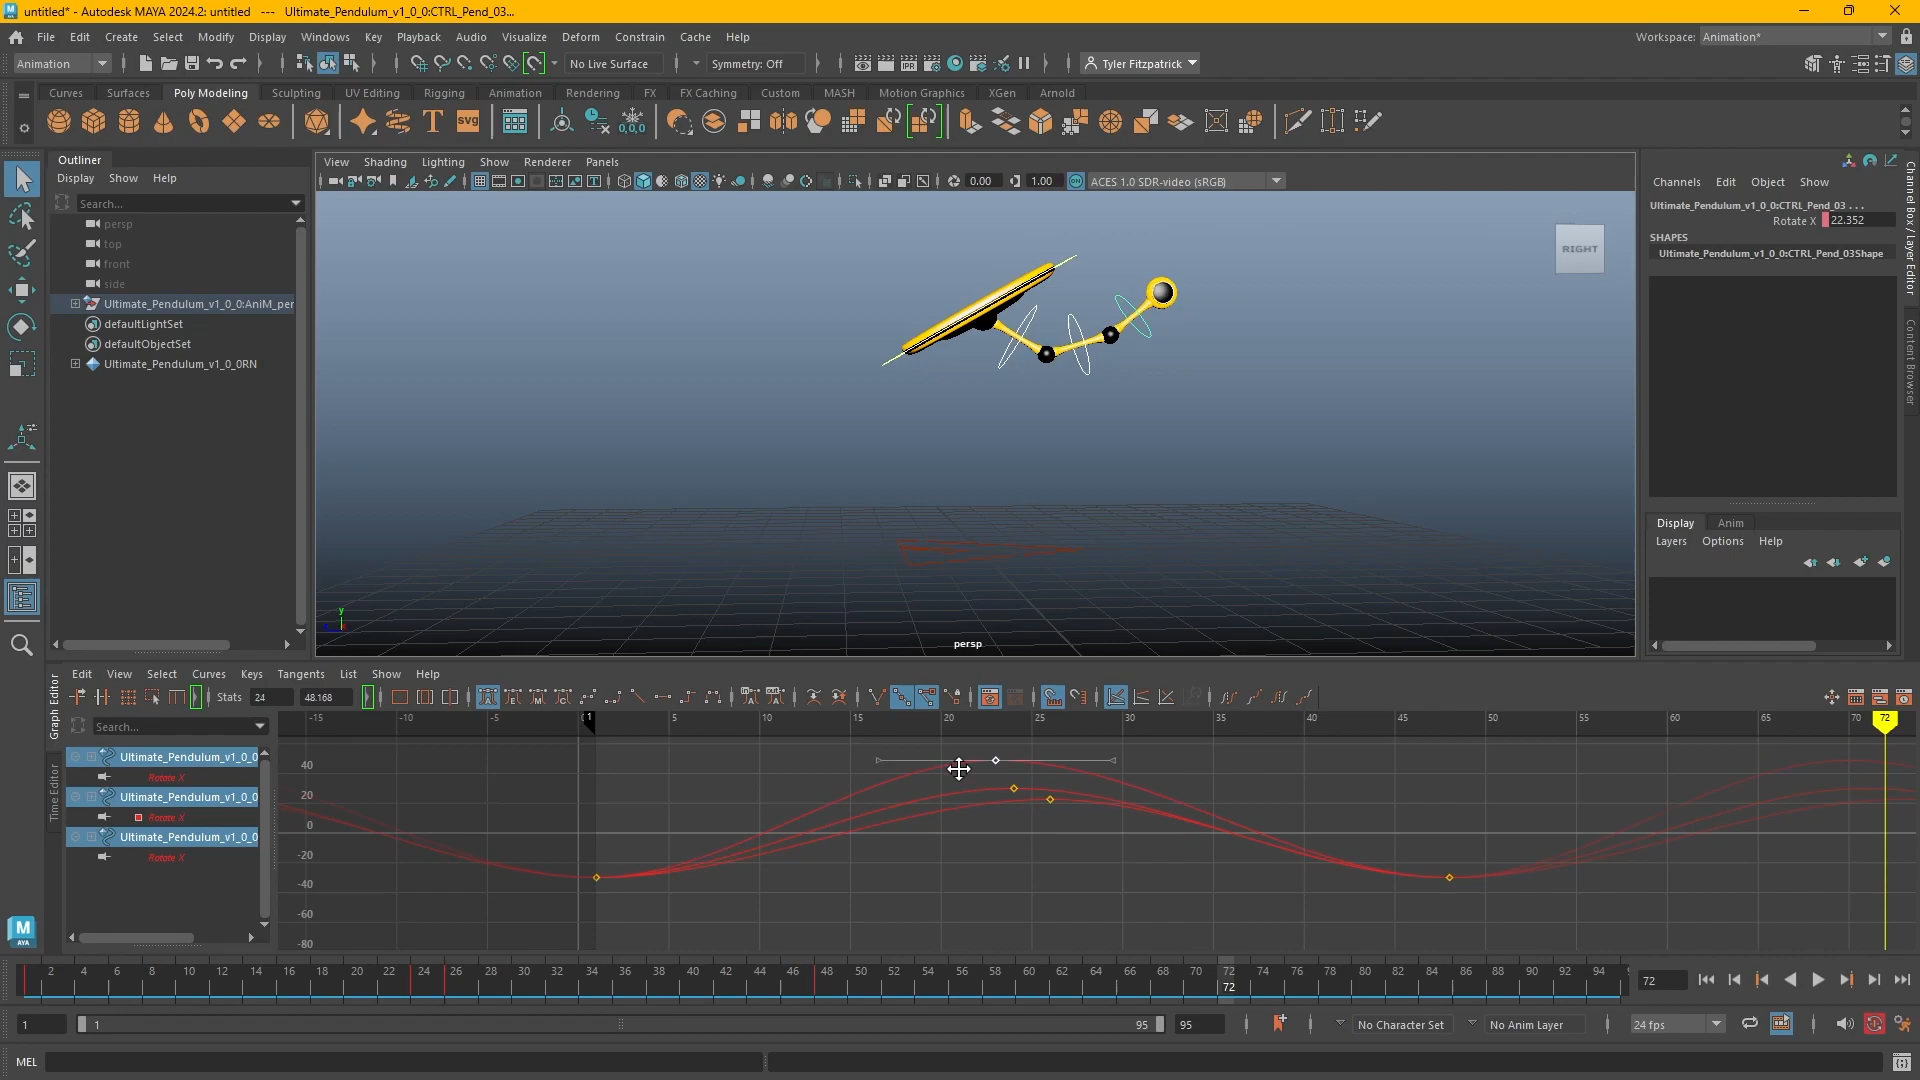 untitled* - Autodesk MAYA 2024.2: untitled   ---   Ultimate_Pendulum_v1_0_0:CTRL_Pend_03...
File Edit Create Select Modify Display Windows Key Playback Audio Visualize Deform Constrain Cache Help
Workspace: Animation*
Animation
No Live Surface
Symmetry: Off
Tyler Fitzpatrick
Curves Surfaces Poly Modeling Sculpting UV Editing Rigging Animation Rendering FX FX Caching Custom MASH Motion Graphics XGen Arnold
Outliner
Display Show Help
Search...
persp
top
front
side
Ultimate_Pendulum_v1_0_0:AniM_per
defaultLightSet
defaultObjectSet
Ultimate_Pendulum_v1_0_0RN
View Shading Lighting Show Renderer Panels
0.00 1.00 ACES 1.0 SDR-video (sRGB)
RIGHT
y
persp
Channels Edit Object Show
Ultimate_Pendulum_v1_0_0:CTRL_Pend_03 . . .
Rotate X 22.352
SHAPES
Ultimate_Pendulum_v1_0_0:CTRL_Pend_03Shape
Channel Box / Layer Editor
Content Browser
Display Anim
Layers Options Help
Graph Editor
Time Editor
Edit View Select Curves Keys Tangents List Show Help
Stats 24 48.168
Search...
Ultimate_Pendulum_v1_0_0
Rotate X
Ultimate_Pendulum_v1_0_0
Rotate X
Ultimate_Pendulum_v1_0_0
Rotate X
-15 -10 -5 1 5 10 15 20 25 30 35 40 45 50 55 60 65 70 72
40
20
0
-20
-40
-60
-80
2 4 6 8 10 12 14 16 18 20 22 24 26 28 30 32 34 36 38 40 42 44 46 48 50 52 54 56 58 60 62 64 66 68 70 72 74 76 78 80 82 84 86 88 90 92 94
72
72
1 1 95 95
No Character Set
No Anim Layer
24 fps
MEL
M
AYA